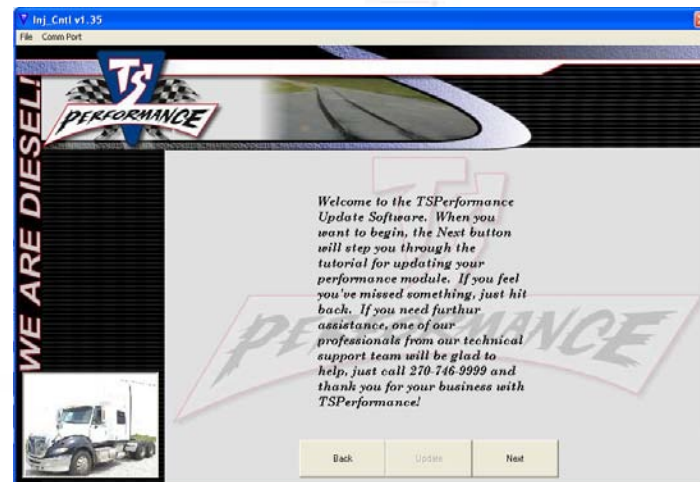 Inj_Cntl v1.35
File Comm Port
TS
PERFORMANCE
WE ARE DIESEL!
Welcome to the TSPerformance
Update Software. When you
want to begin, the Next button
will step you through the
tutorial for updating your
performance module. If you feel
you've missed something, just hit
back. If you need furthur
assistance, one of our
professionals from our technical
support team will be glad to
help, just call 270-746-9999 and
thank you for your business with
TSPerformance!
TS
PERFORMANCE
Back Update Next